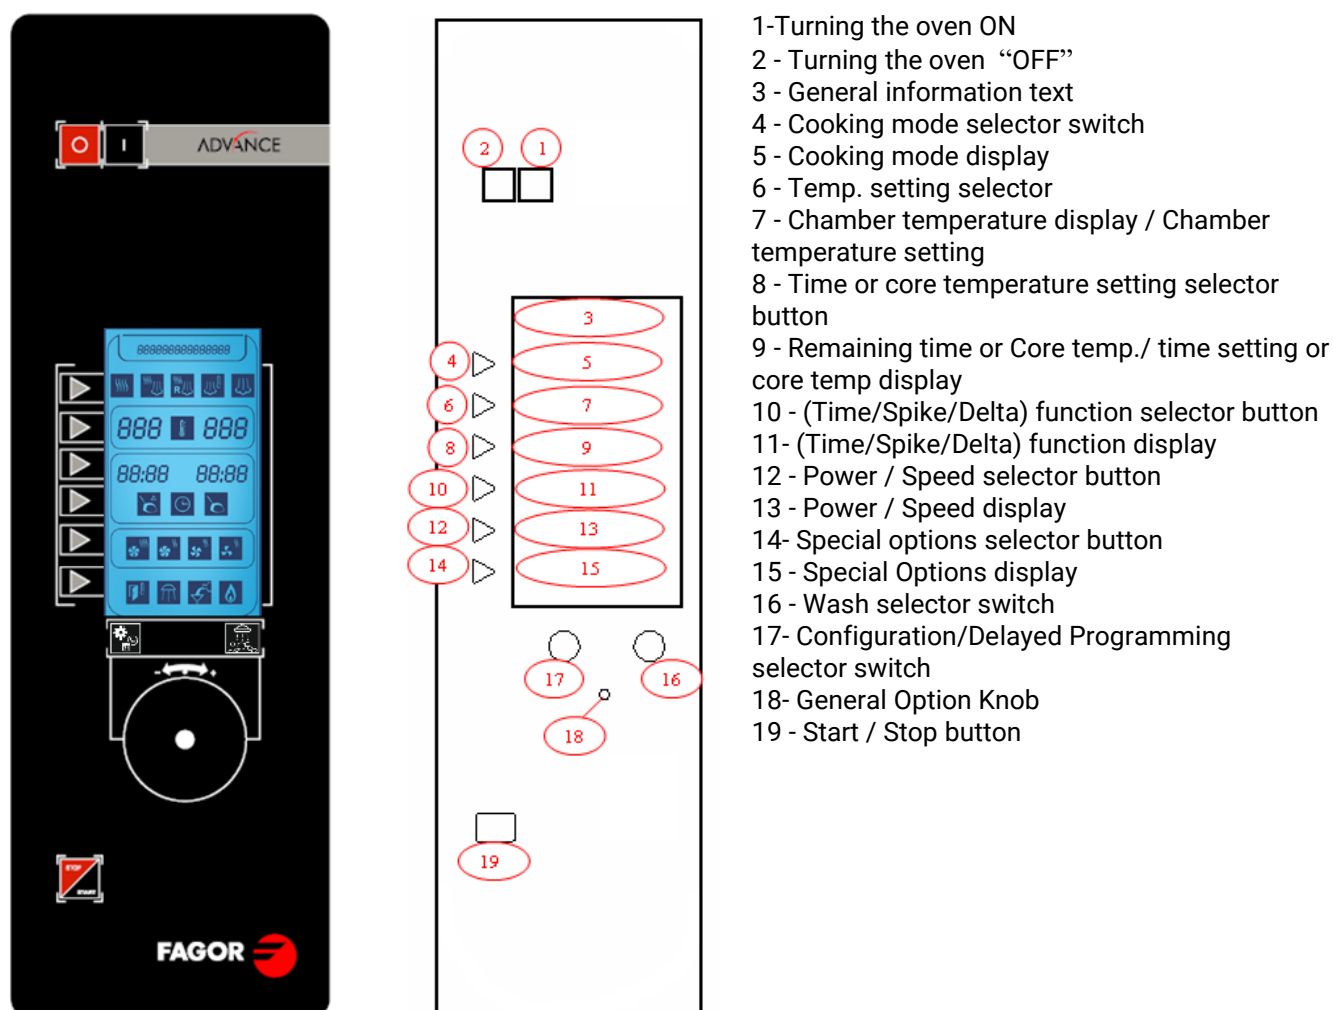 O I ADVANCE
8888888888888888
R
888 888
88:88 88:88
- +
STOP
START
FAGOR
2 1
3
4 5
6 7
8 9
10 11
12 13
14 15
17 16
18
19
1-Turning the oven ON
2 - Turning the oven “OFF”
3 - General information text
4 - Cooking mode selector switch
5 - Cooking mode display
6 - Temp. setting selector
7 - Chamber temperature display / Chamber
temperature setting
8 - Time or core temperature setting selector
button
9 - Remaining time or Core temp./ time setting or
core temp display
10 - (Time/Spike/Delta) function selector button
11- (Time/Spike/Delta) function display
12 - Power / Speed selector button
13 - Power / Speed display
14- Special options selector button
15 - Special Options display
16 - Wash selector switch
17- Configuration/Delayed Programming
selector switch
18- General Option Knob
19 - Start / Stop button